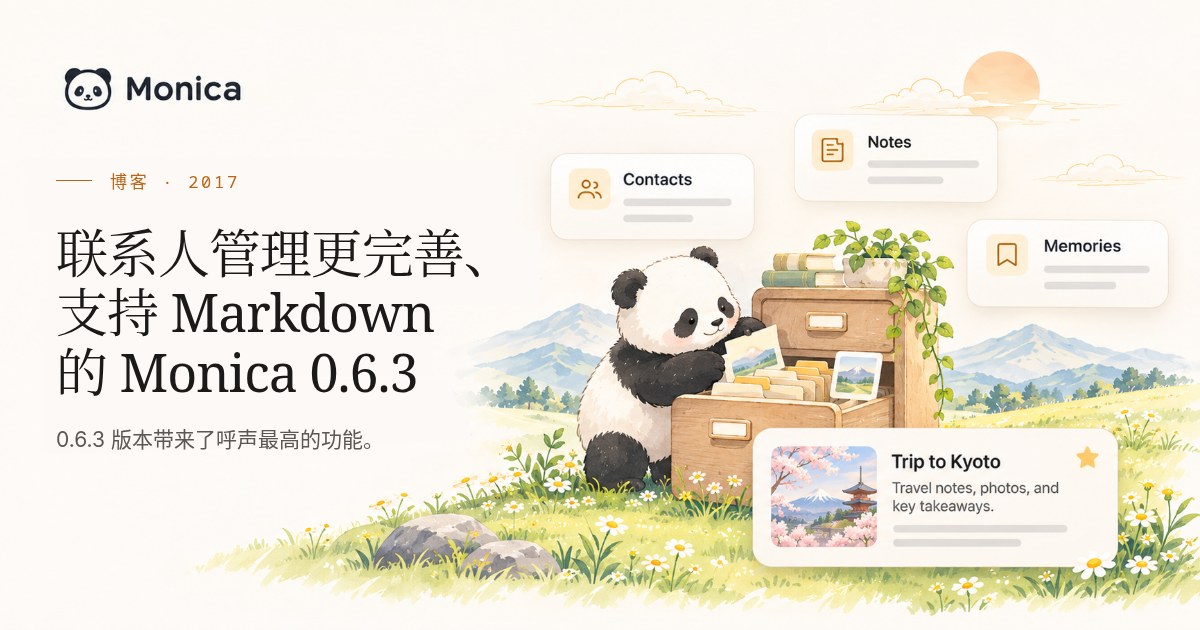 Monica
博客 · 2017
联系人管理更完善、
支持 Markdown
的 Monica 0.6.3
0.6.3 版本带来了呼声最高的功能。
Contacts
Notes
Memories
Trip to Kyoto
Travel notes, photos, and
key takeaways.